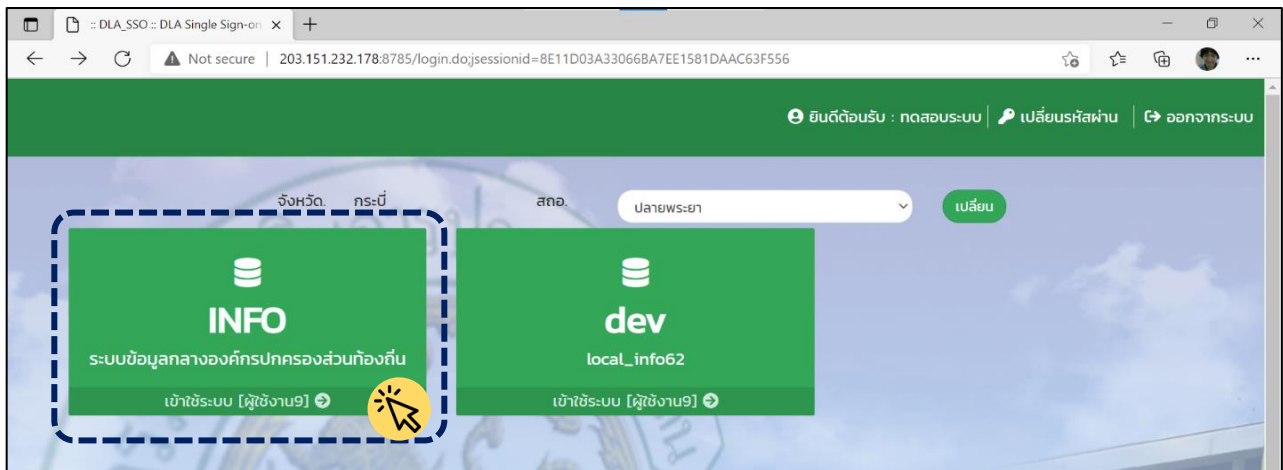 :: DLA_SSO :: DLA Single Sign-on
Not secure | 203.151.232.178:8785/login.do;jsessionid=8E11D03A33066BA7EE1581DAAC63F556
ยินดีต้อนรับ : ทดสอบระบบ | เปลี่ยนรหัสผ่าน | ออกจากระบบ
จังหวัด. กระบี่ สถอ. ปลายพระยา เปลี่ยน
INFO
ระบบข้อมูลกลางองค์กรปกครองส่วนท้องถิ่น
เข้าใช้ระบบ [ผู้ใช้งาน9]
dev
local_info62
เข้าใช้ระบบ [ผู้ใช้งาน9]